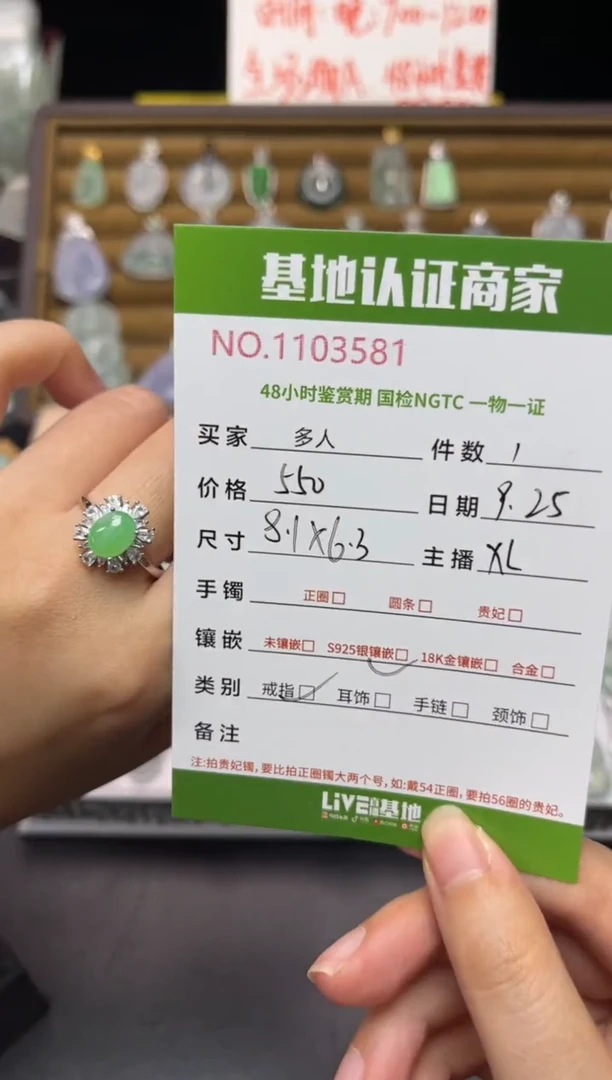 基地认证商家
NO.1103581
48小时鉴赏期 国检NGTC 一物一证
买家 多人 件数 1
价格 550 日期 9.25
尺寸 8.1X6.3 主播 XL
手镯 正圈□ 圆条□ 贵妃□
镶嵌 未镶嵌□ S925银镶嵌□ 18K金镶嵌□ 合金□
类别 戒指□ 耳饰□ 手链□ 颈饰□
备注
注:拍贵妃镯,要比拍正圈镯大两个号,如:戴54正圈,要拍56圈的贵妃。
LiVE直播基地